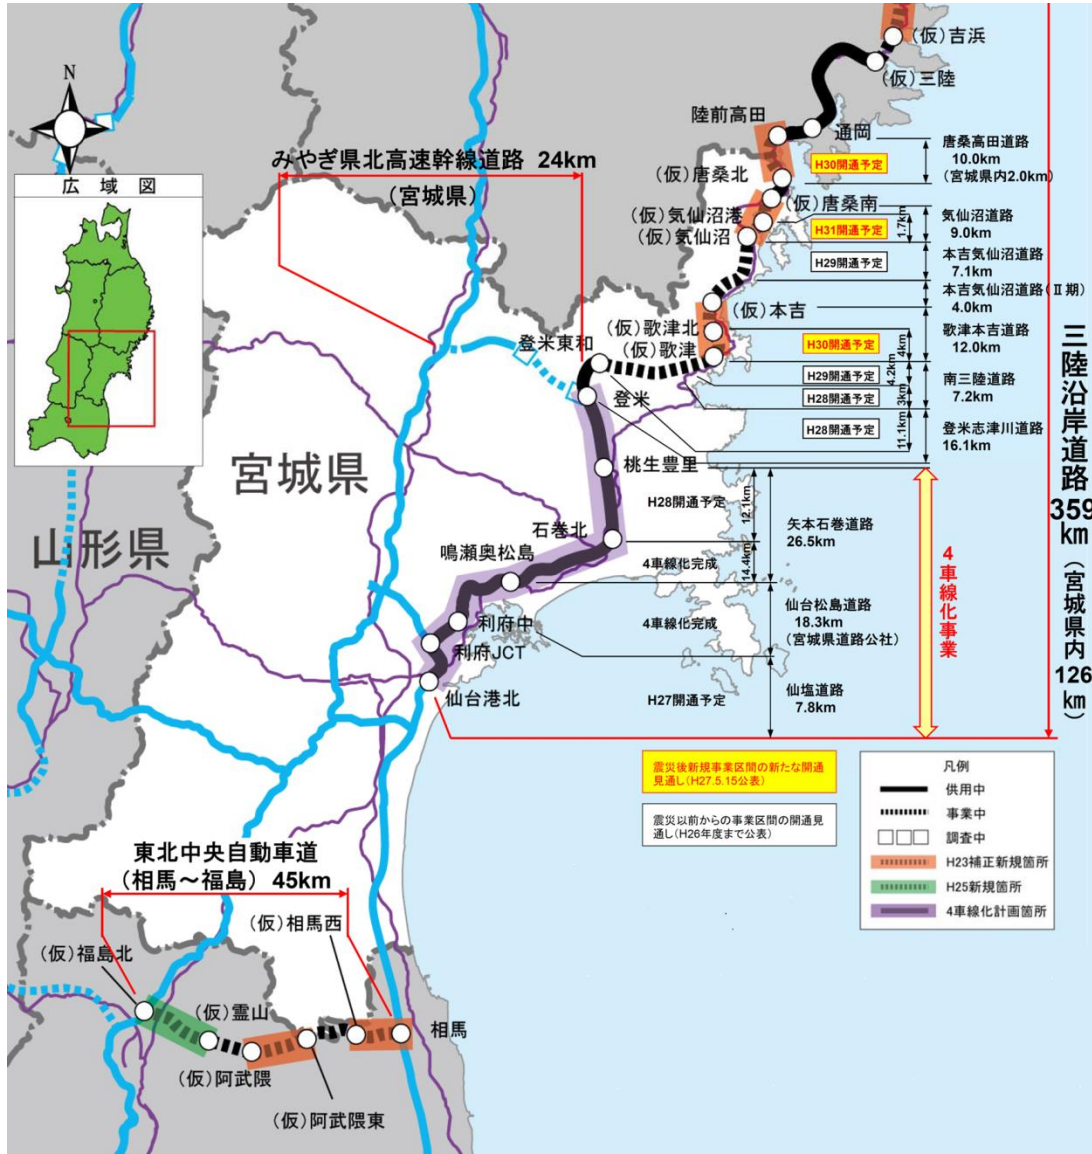 (仮)吉浜
(仮)三陸
陸前高田
通岡
唐桑高田道路
10.0km
(宮城県内2.0km)
N
みやぎ県北高速幹線道路 24km
(宮城県)
H30開通予定
(仮)唐桑北
広域図
(仮)唐桑南
(仮)気仙沼港
(仮)気仙沼
H31開通予定
1.7km
気仙沼道路
9.0km
H29開通予定
本吉気仙沼道路
7.1km
本吉気仙沼道路(Ⅱ期)
4.0km
(仮)本吉
(仮)歌津北
(仮)歌津
H30開通予定
4km
歌津本吉道路
12.0km
登米東和
登米
H29開通予定
4.2km
H28開通予定
3km
南三陸道路
7.2km
H28開通予定
11.1km
登米志津川道路
16.1km
三陸沿岸道路 359km (宮城県内 126km)
宮城県
山形県
桃生豊里
石巻北
鳴瀬奥松島
利府中
利府JCT
仙台港北
H28開通予定
12.1km
矢本石巻道路
26.5km
4車線化完成
14.4km
4車線化完成
仙台松島道路
18.3km
(宮城県道路公社)
H27開通予定
仙塩道路
7.8km
4車線化事業
震災後新規事業区間の新たな開通
見通し(H27.5.15公表)
震災以前からの事業区間の開通見
通し(H26年度まで公表)
凡例
供用中
事業中
調査中
H23補正新規箇所
H25新規箇所
4車線化計画箇所
東北中央自動車道
(相馬～福島) 45km
(仮)相馬西
(仮)福島北
(仮)霊山
相馬
(仮)阿武隈
(仮)阿武隈東